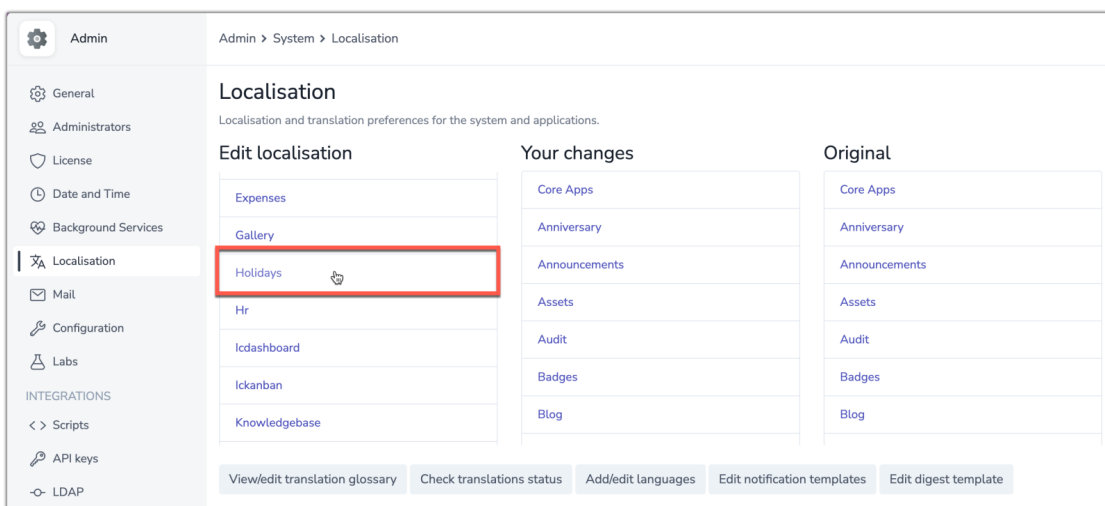 Admin
Admin > System > Localisation
General
Administrators
License
Date and Time
Background Services
Localisation
Mail
Configuration
Labs
INTEGRATIONS
Scripts
API keys
LDAP
Localisation
Localisation and translation preferences for the system and applications.
Edit localisation
Expenses
Gallery
Holidays
Hr
Icdashboard
Ickanban
Knowledgebase
Your changes
Core Apps
Anniversary
Announcements
Assets
Audit
Badges
Blog
Original
Core Apps
Anniversary
Announcements
Assets
Audit
Badges
Blog
View/edit translation glossary
Check translations status
Add/edit languages
Edit notification templates
Edit digest template